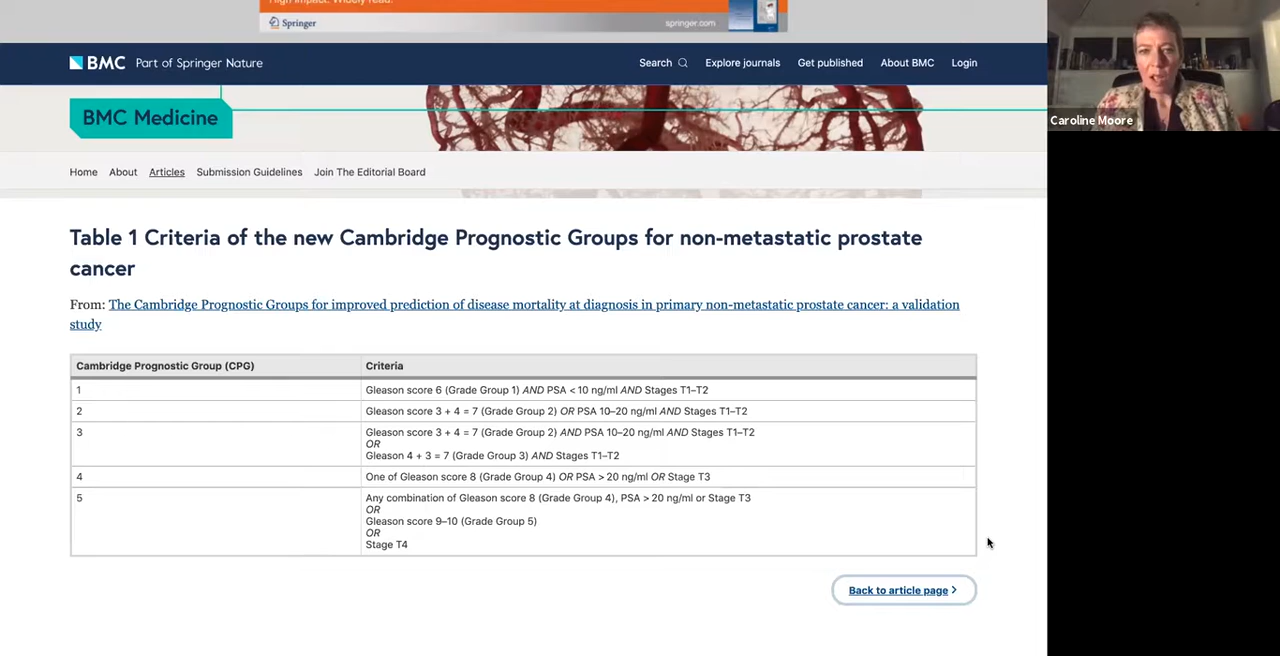 High Impact. Widely read.
Springer
springer.com
BMC Part of Springer Nature
Search Explore journals Get published About BMC Login
Caroline Moore
BMC Medicine
Home About Articles Submission Guidelines Join The Editorial Board
Table 1 Criteria of the new Cambridge Prognostic Groups for non-metastatic prostate
cancer
From: The Cambridge Prognostic Groups for improved prediction of disease mortality at diagnosis in primary non-metastatic prostate cancer: a validation
study
Cambridge Prognostic Group (CPG) Criteria
1 Gleason score 6 (Grade Group 1) AND PSA < 10 ng/ml AND Stages T1–T2
2 Gleason score 3 + 4 = 7 (Grade Group 2) OR PSA 10–20 ng/ml AND Stages T1–T2
3 Gleason score 3 + 4 = 7 (Grade Group 2) AND PSA 10–20 ng/ml AND Stages T1–T2
OR
Gleason 4 + 3 = 7 (Grade Group 3) AND Stages T1–T2
4 One of Gleason score 8 (Grade Group 4) OR PSA > 20 ng/ml OR Stage T3
5 Any combination of Gleason score 8 (Grade Group 4), PSA > 20 ng/ml or Stage T3
OR
Gleason score 9–10 (Grade Group 5)
OR
Stage T4
Back to article page